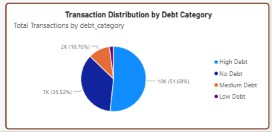 Transaction Distribution by Debt Category
Total Transactions by debt_category
2K (10.76%)
7K (35.52%)
10K (51.68%)
High Debt
No Debt
Medium Debt
Low Debt